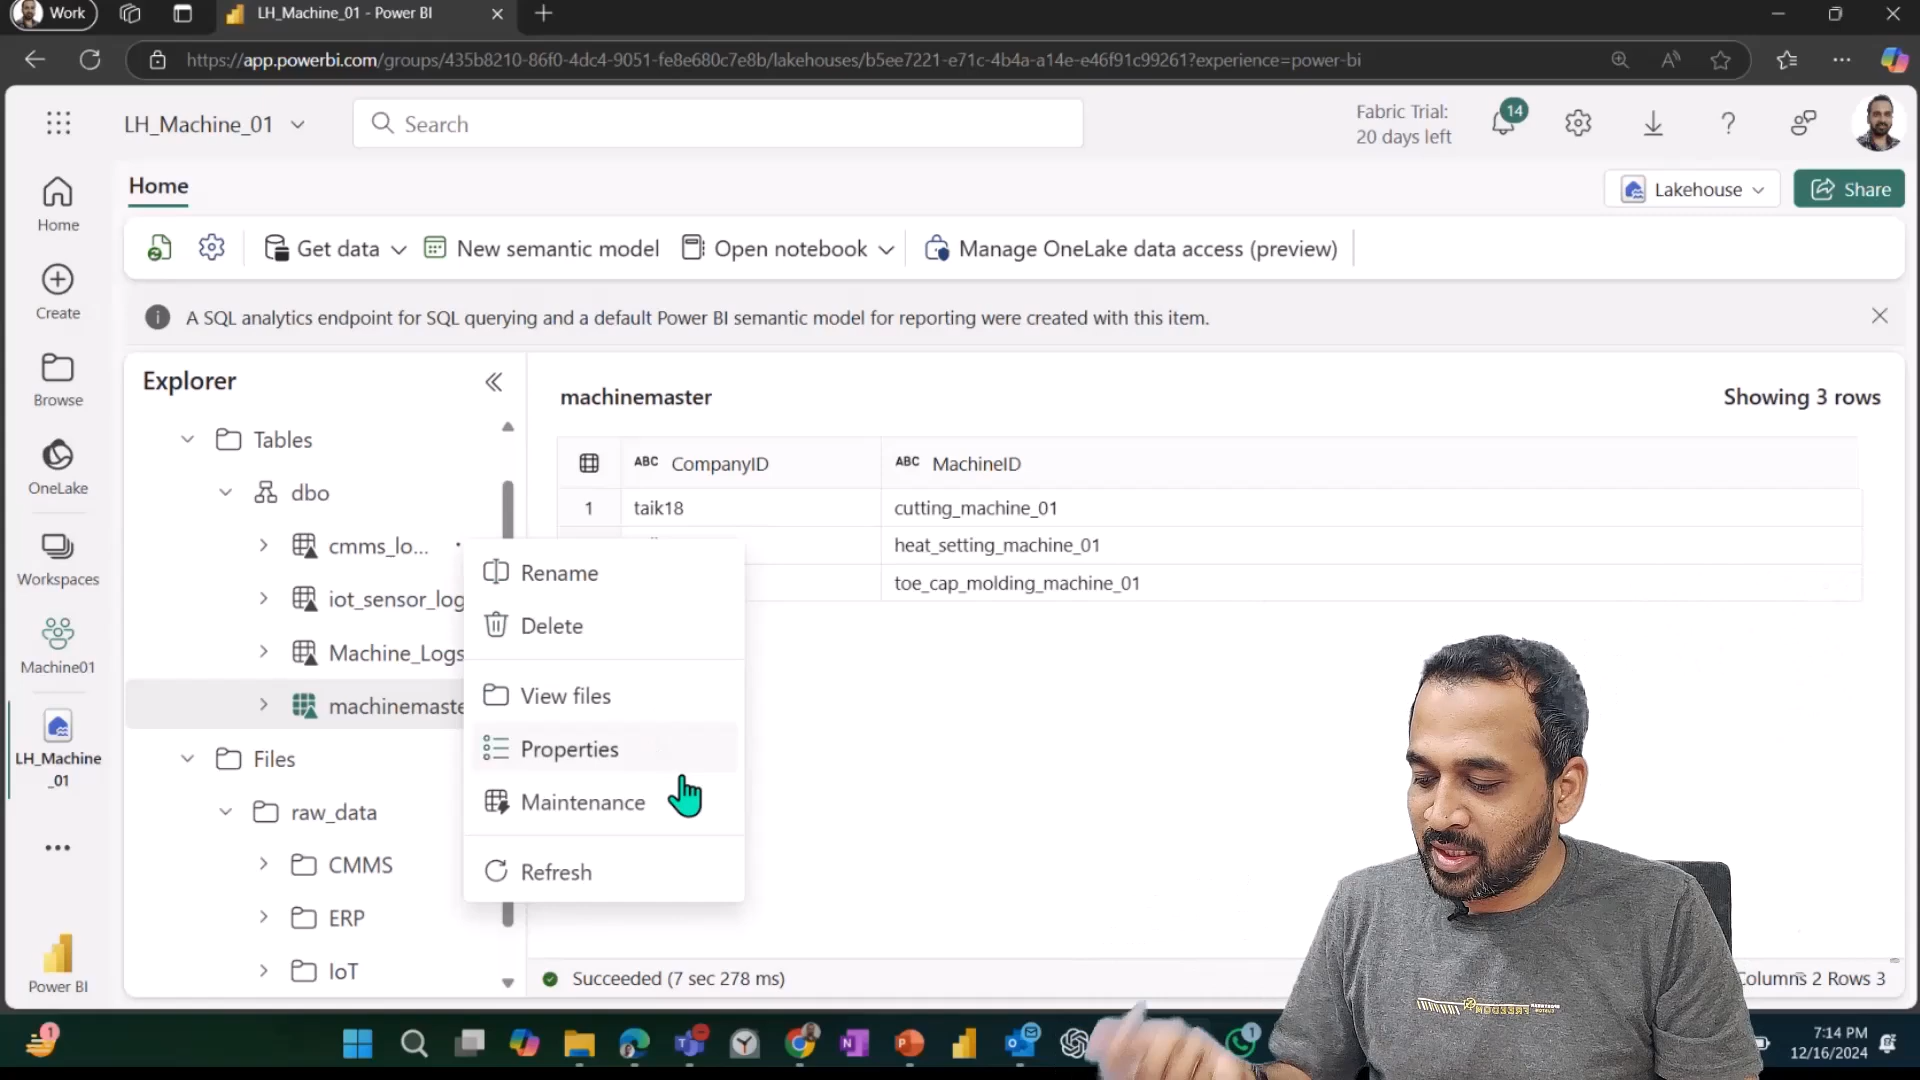 Work
LH_Machine_01 - Power BI
https://app.powerbi.com/groups/435b8210-86f0-4dc4-9051-fe8e680c7e8b/lakehouses/b5ee7221-e71c-4b4a-a14e-e46f91c99261?experience=power-bi
LH_Machine_01
Search
Fabric Trial:
20 days left
14
Home
Lakehouse
Share
Get data
New semantic model
Open notebook
Manage OneLake data access (preview)
A SQL analytics endpoint for SQL querying and a default Power BI semantic model for reporting were created with this item.
Home
Create
Browse
OneLake
Workspaces
Machine01
LH_Machine
_01
Power BI
Explorer
Tables
dbo
cmms_lo...
iot_sensor_log
Machine_Logs
machinemaste
Files
raw_data
CMMS
ERP
IoT
Rename
Delete
View files
Properties
Maintenance
Refresh
machinemaster
Showing 3 rows
ABC CompanyID ABC MachineID
1 taik18 cutting_machine_01
heat_setting_machine_01
toe_cap_molding_machine_01
Succeeded (7 sec 278 ms)
Columns 2 Rows 3
FREEDOM
1
1
7:14 PM
12/16/2024